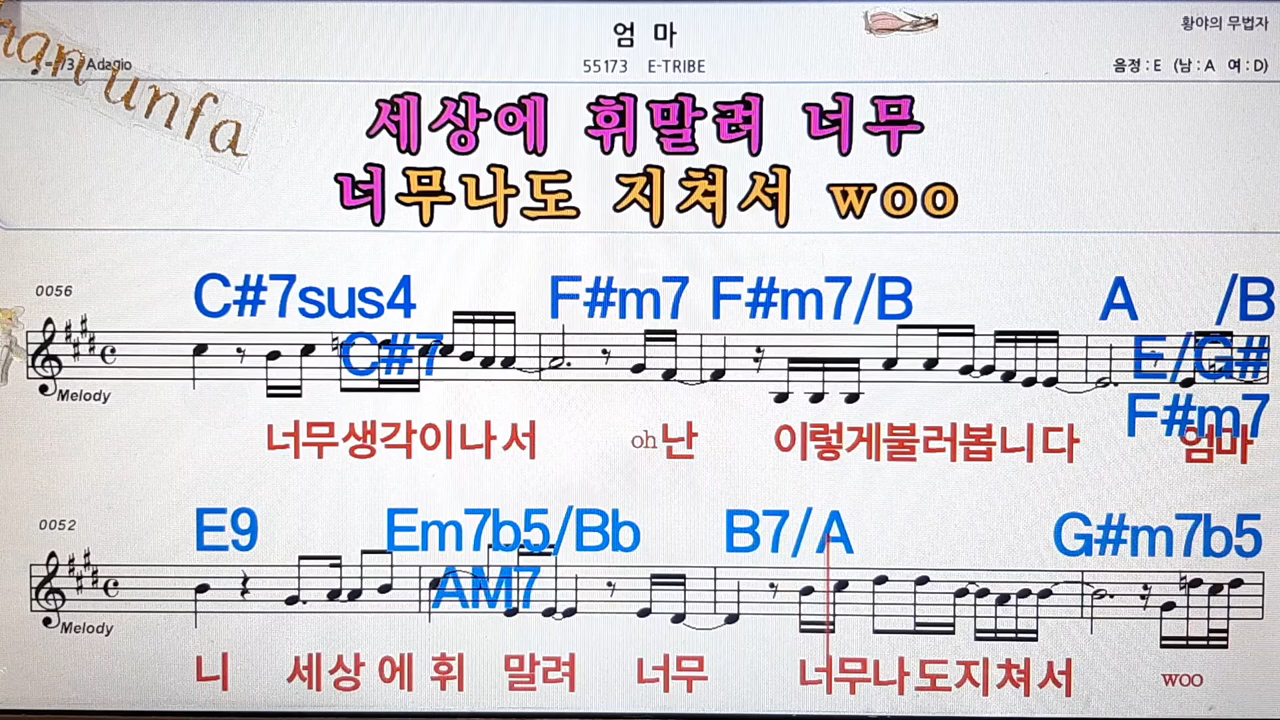 엄 마
황야의 무법자
Adagio
55173 E-TRIBE
음정 : E (남 : A 여 : D)
unfa
세상에 휘말려 너무
너무나도 지쳐서 woo
0056
C#7sus4 F#m7 F#m7/B A /B
C#7 E/G#
Melody
F#m7
너무생각이나서 oh난 이렇게불러봅니다 엄마
0052
E9 Em7b5/Bb B7/A G#m7b5
AM7
Melody
니 세상에휘 말려 너무 너무나도지쳐서 woo